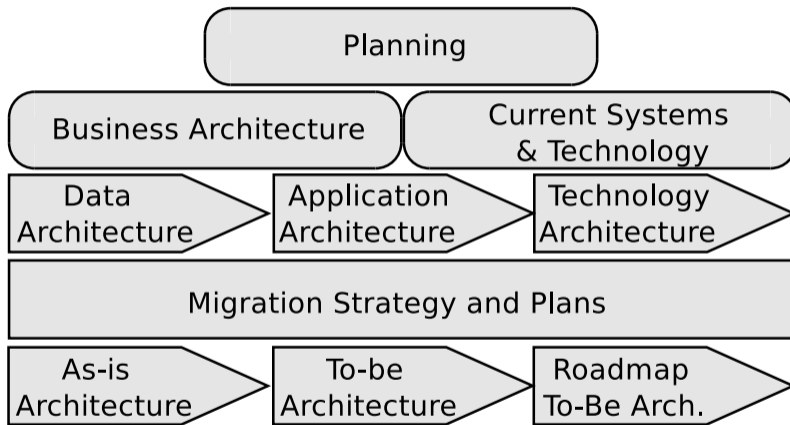 Planning
Business Architecture
Current Systems
& Technology
Data
Architecture
Application
Architecture
Technology
Architecture
Migration Strategy and Plans
As-is
Architecture
To-be
Architecture
Roadmap
To-Be Arch.